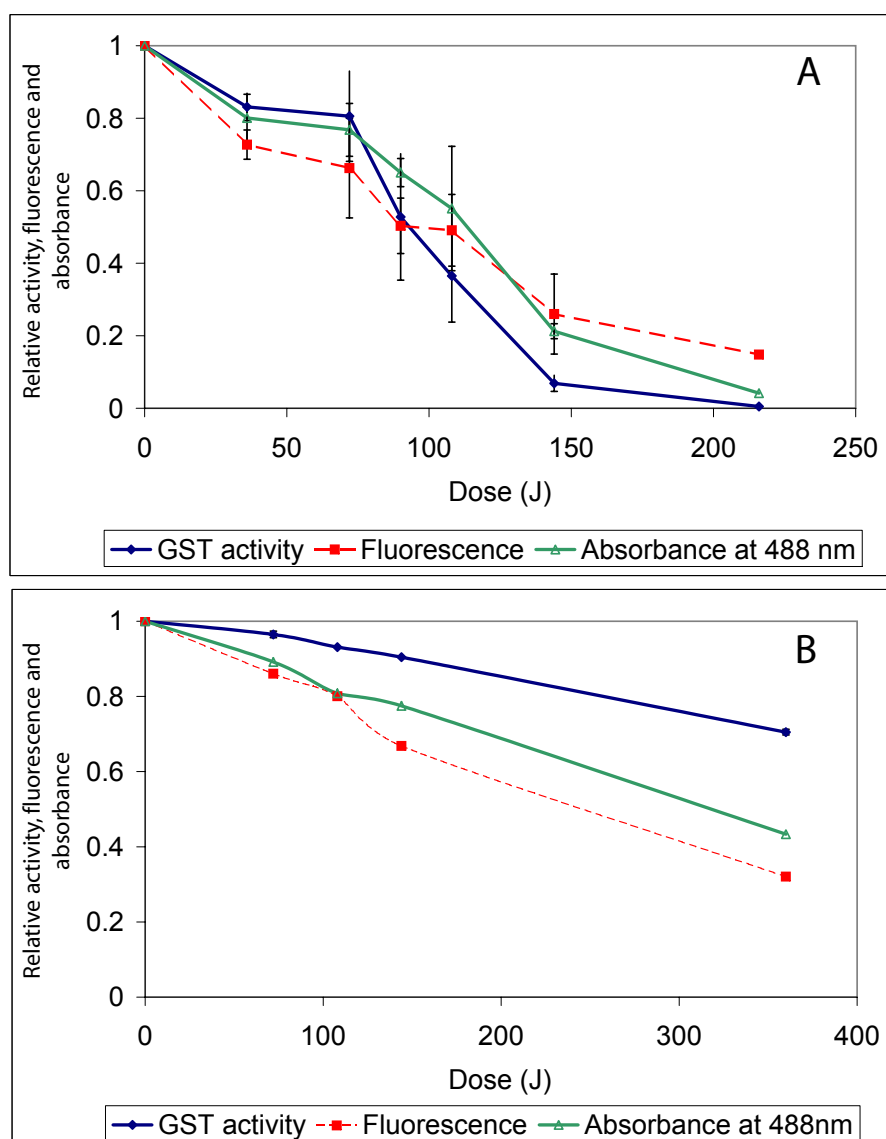 A
Relative activity, fluorescence and
absorbance
1
0.8
0.6
0.4
0.2
0
0 50 100 150 200 250
Dose (J)
GST activity Fluorescence Absorbance at 488 nm
B
Relative activity, fluorescence and
absorbance
1
0.8
0.6
0.4
0.2
0
0 100 200 300 400
Dose (J)
GST activity Fluorescence Absorbance at 488nm